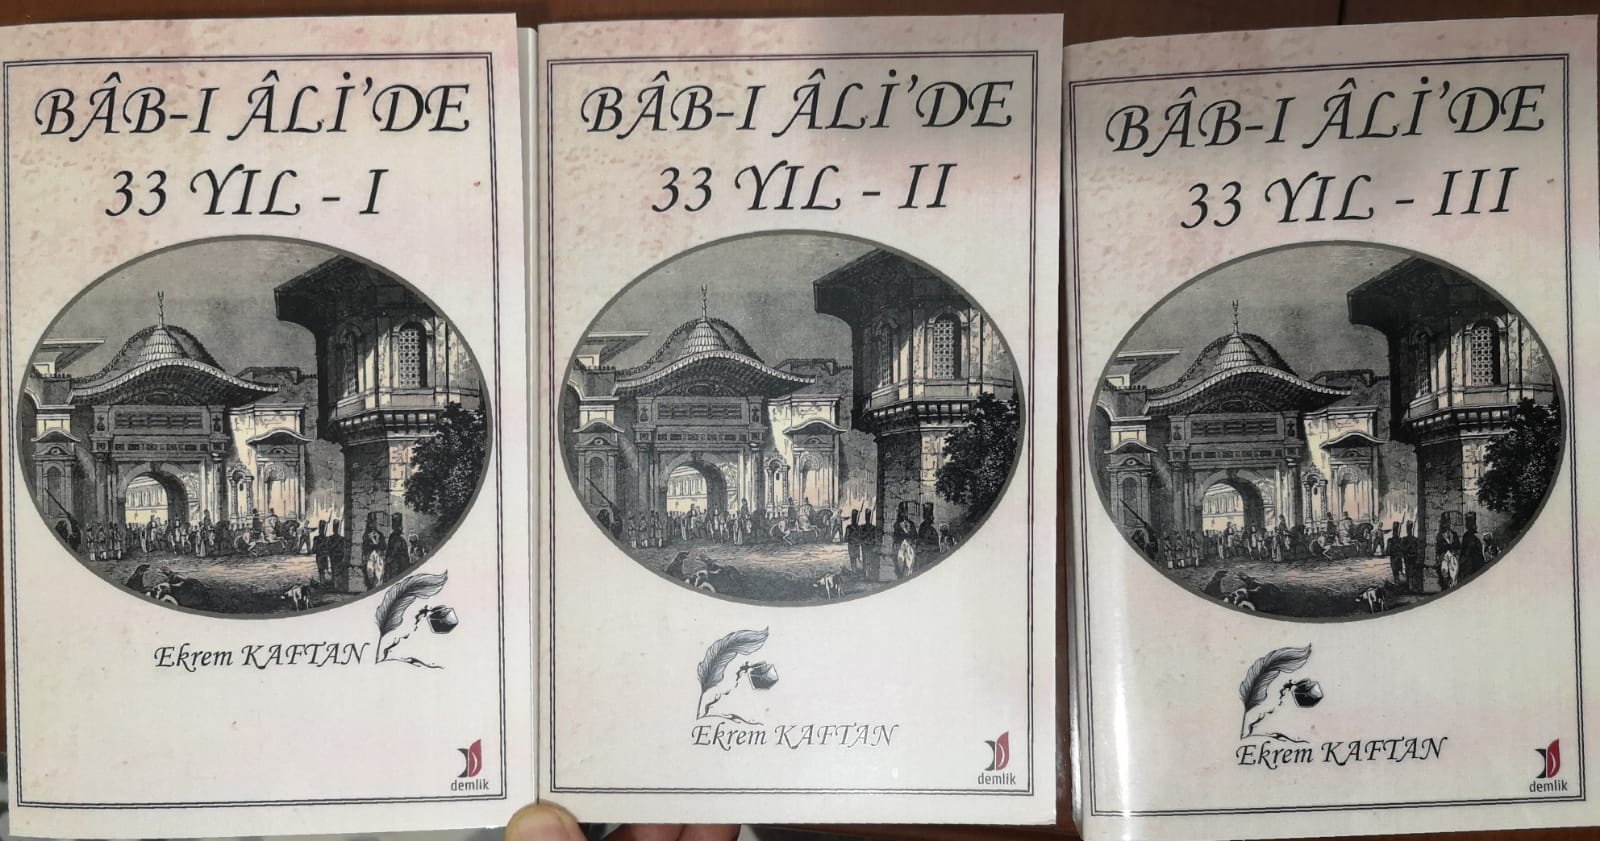 BÂB-I ÂLİ'DE
33 YIL - I
Ekrem KAFTAN
demlik
BÂB-I ÂLİ'DE
33 YIL - II
Ekrem KAFTAN
demlik
BÂB-I ÂLİ'DE
33 YIL - III
Ekrem KAFTAN
demlik